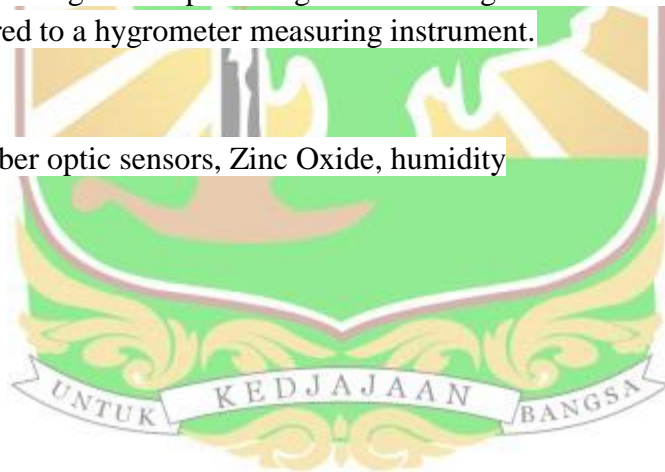 red to a hygrometer measuring instrument.
ber optic sensors, Zinc Oxide, humidity
UNTUK KEDJAJAAN BANGSA